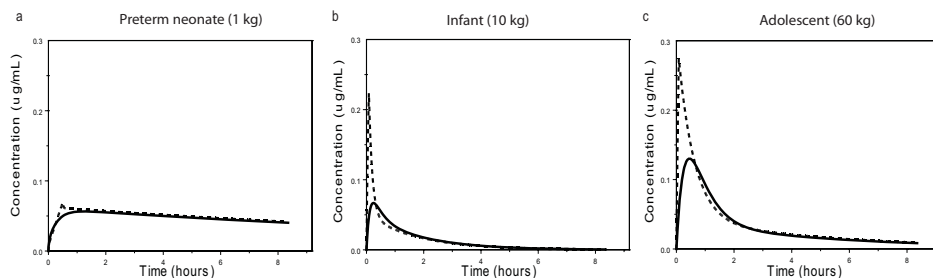 a Preterm neonate (1 kg)
Concentration (u g/mL)
0.3
0.2
0.1
0.0
0 2 4 6 8
Time (hours)
b Infant (10 kg)
Concentration (u g/mL)
0.3
0.2
0.1
0.0
0 2 4 6 8
Time (hours)
c Adolescent (60 kg)
Concentration (u g/mL)
0.3
0.2
0.1
0.0
0 2 4 6 8
Time (hours)